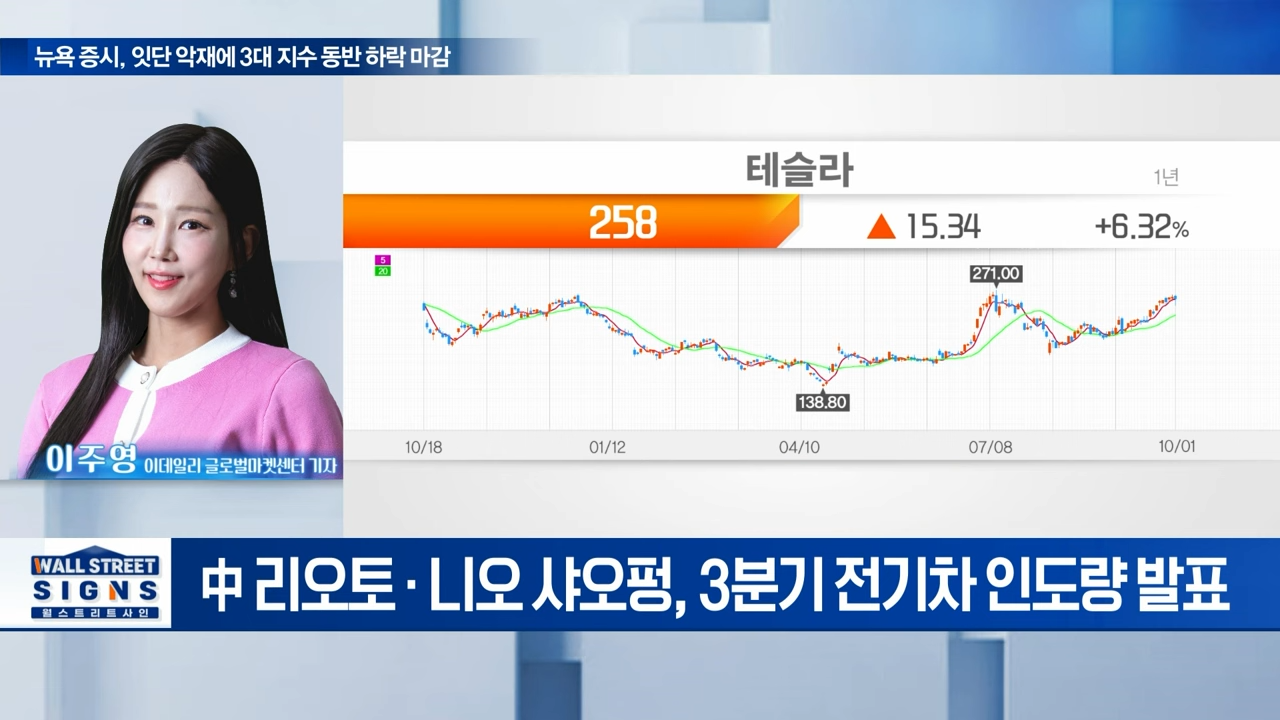 뉴욕 증시, 잇단 악재에 3대 지수 동반 하락 마감
테슬라
1년
258
▲ 15.34
+6.32%
5
20
271.00
138.80
10/18
01/12
04/10
07/08
10/01
이주영 이데일리 글로벌마켓센터 기자
WALL STREET
SIGNS
월스트리트사인
中 리오토·니오 샤오펑, 3분기 전기차 인도량 발표